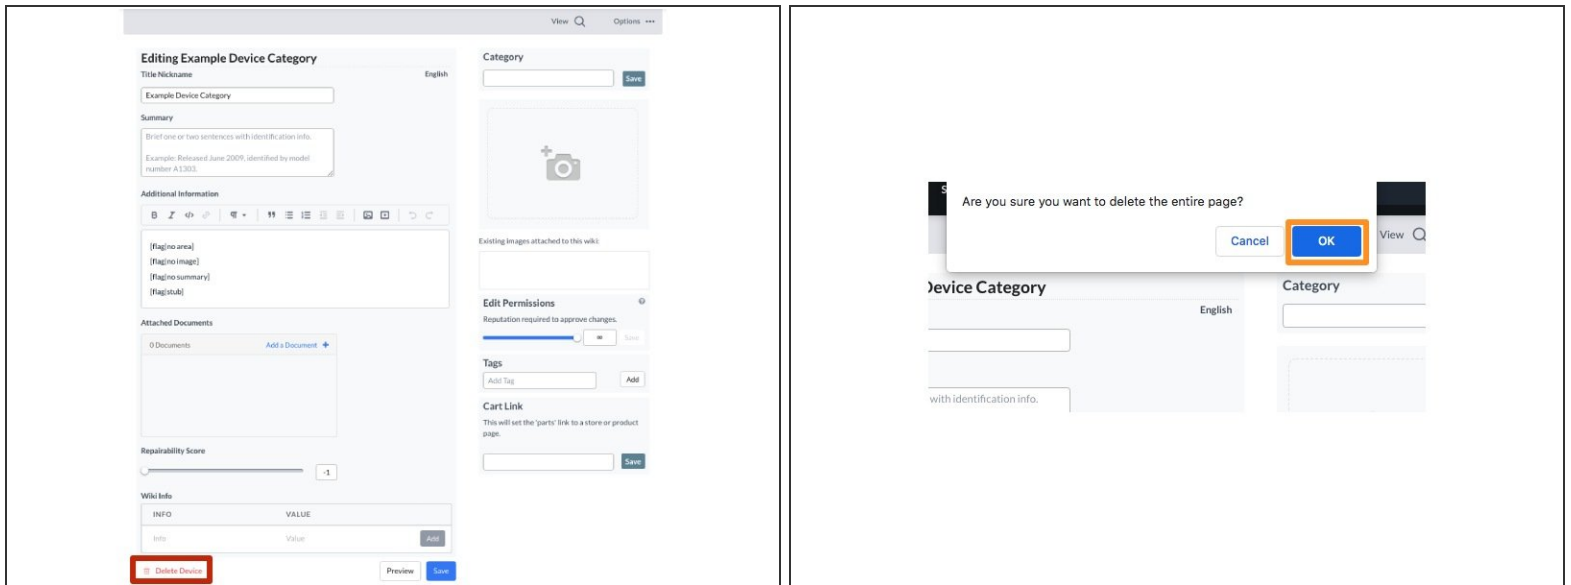 View
Options
Editing Example Device Category
Title Nickname
English
Example Device Category
Summary
Brief one or two sentences with identification info.
Example: Released June 2009, identified by model
number A1303.
Additional Information
[flag|no area]
[flag|no image]
[flag|no summary]
[flag|stub]
Attached Documents
0 Documents
Add a Document +
Repairability Score
-1
Wiki Info
INFO VALUE
Info Value Add
Delete Device
Preview
Save
Category
Save
Existing images attached to this wiki:
Edit Permissions
Reputation required to approve changes.
∞ Save
Tags
Add Tag
Add
Cart Link
This will set the 'parts' link to a store or product
page.
Save
S
Are you sure you want to delete the entire page?
Cancel
OK
View
Device Category
English
Category
with identification info.